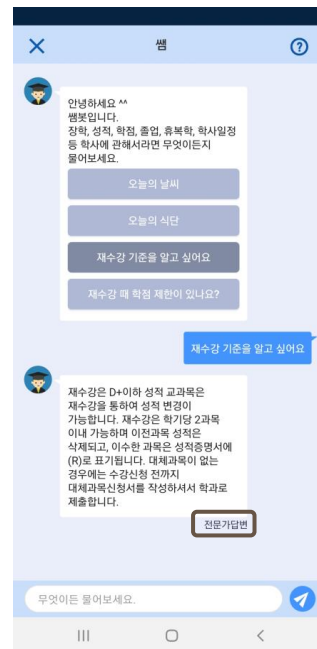 쌤
안녕하세요 ^^
쌤봇입니다.
장학, 성적, 학점, 졸업, 휴복학, 학사일정
등 학사에 관해서라면 무엇이든지
물어보세요.
오늘의 날씨
오늘의 식단
재수강 기준을 알고 싶어요
재수강 때 학점 제한이 있나요?
재수강 기준을 알고 싶어요
재수강은 D+이하 성적 교과목은
재수강을 통하여 성적 변경이
가능합니다. 재수강은 학기당 2과목
이내 가능하며 이전과목 성적은
삭제되고, 이수한 과목은 성적증명서에
(R)로 표기됩니다. 대체과목이 없는
경우에는 수강신청 전까지
대체과목신청서를 작성하셔서 학과로
제출합니다.
전문가답변
무엇이든 물어보세요.